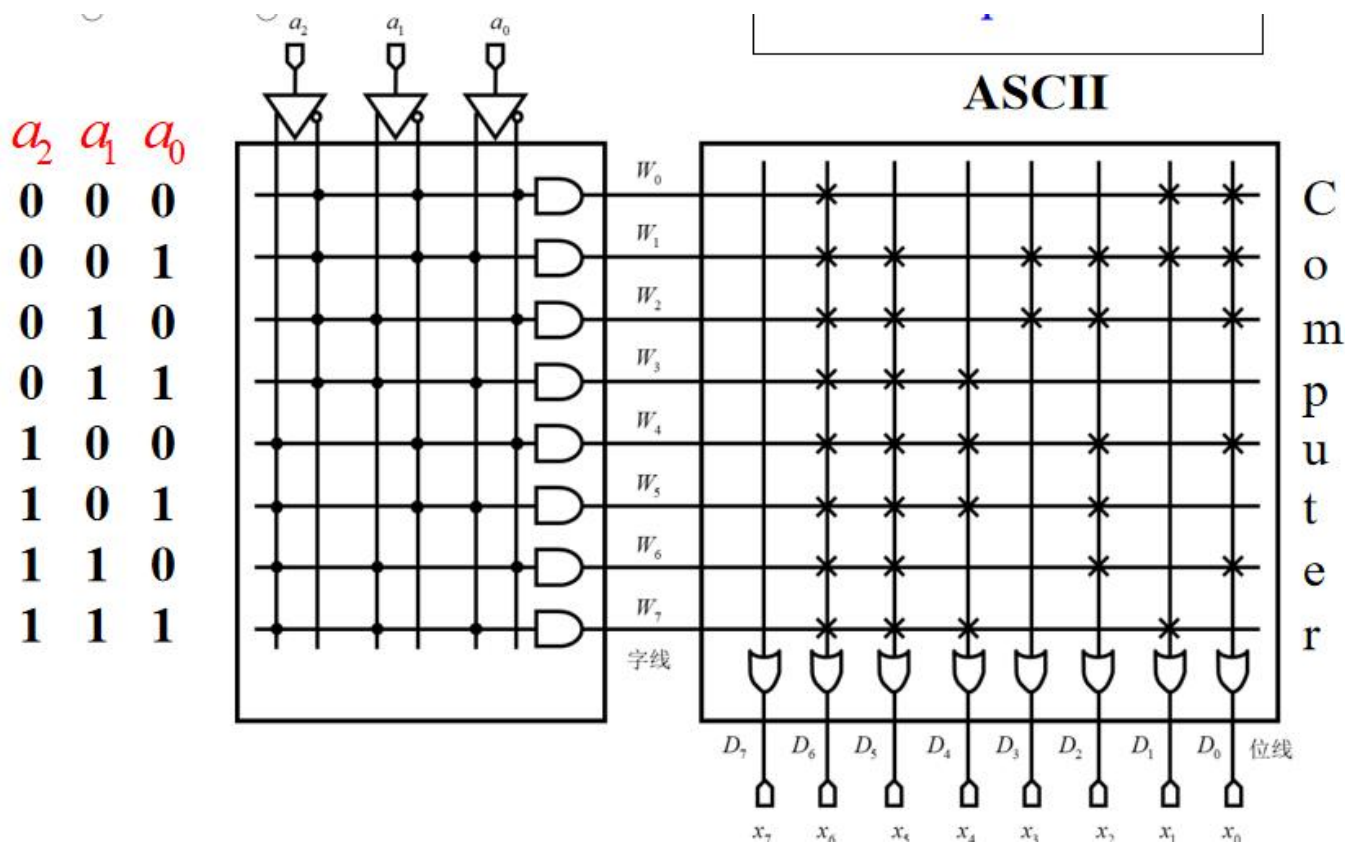 a₂ a₁ a₀
ASCII
a₂ a₁ a₀
0 0 0 W₀ C
0 0 1 W₁ o
0 1 0 W₂ m
0 1 1 W₃ p
1 0 0 W₄ u
1 0 1 W₅ t
1 1 0 W₆ e
1 1 1 W₇ r
字线
D₇ D₆ D₅ D₄ D₃ D₂ D₁ D₀ 位线
x₇ x₆ x₅ x₄ x₃ x₂ x₁ x₀